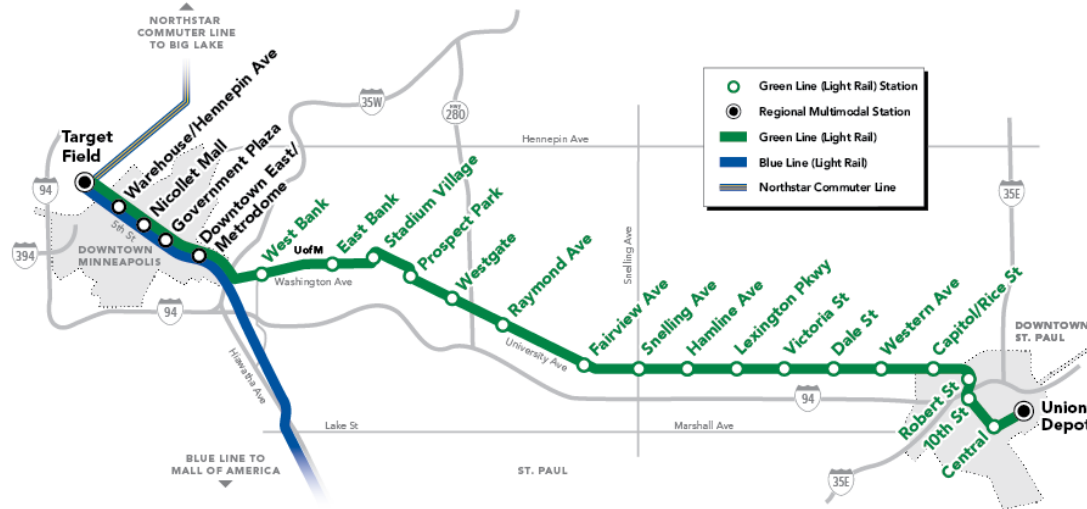 NORTHSTAR
COMMUTER LINE
TO BIG LAKE
Target
Field
Warehouse/Hennepin Ave
Nicollet Mall
Government Plaza
Downtown East/
Metrodome
5th St
DOWNTOWN
MINNEAPOLIS
94
394
35W
HWY
280
94
West Bank
UofM
East Bank
Washington Ave
Stadium Village
Prospect Park
Westgate
Raymond Ave
University Ave
Fairview Ave
Snelling Ave
Hamline Ave
Lexington Pkwy
Victoria St
Dale St
Western Ave
Capitol/Rice St
Robert St
10th St
Central
Union
Depot
DOWNTOWN
ST. PAUL
Hennepin Ave
Snelling Ave
35E
94
35E
Hiawatha Ave
Lake St
Marshall Ave
BLUE LINE TO
MALL OF AMERICA
ST. PAUL
Green Line (Light Rail) Station
Regional Multimodal Station
Green Line (Light Rail)
Blue Line (Light Rail)
Northstar Commuter Line